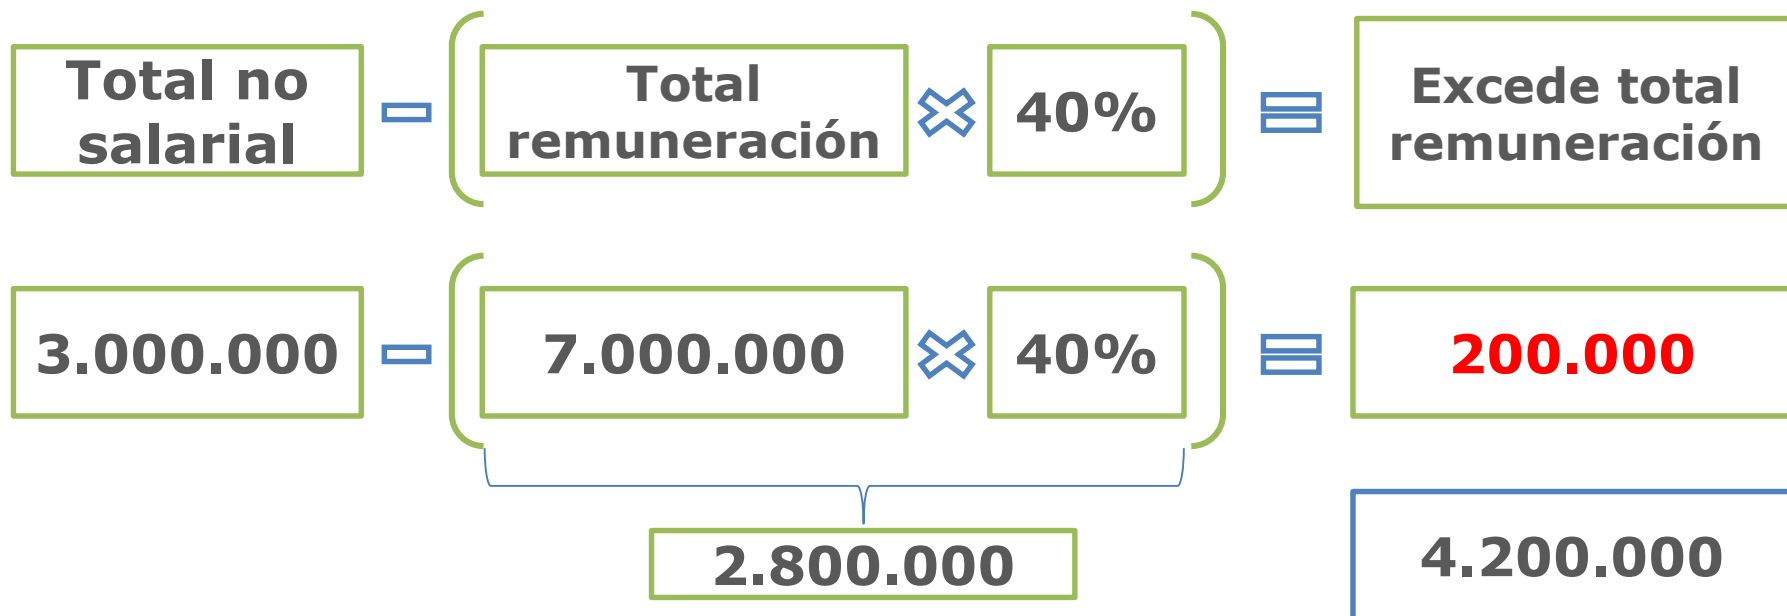 Total no
salarial
Total
remuneración
40%
Excede total
remuneración
3.000.000
7.000.000
40%
200.000
2.800.000
4.200.000